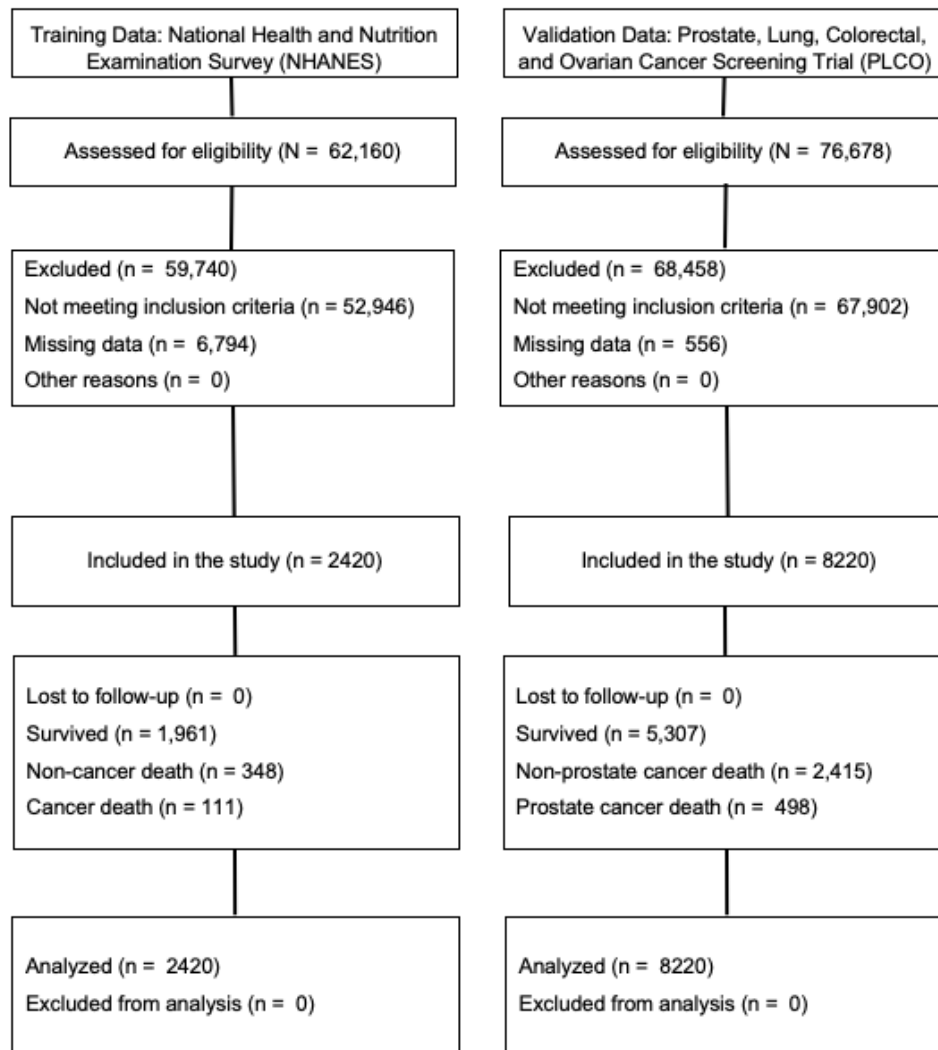 Training Data: National Health and Nutrition
Examination Survey (NHANES)
Assessed for eligibility (N = 62,160)
Excluded (n = 59,740)
Not meeting inclusion criteria (n = 52,946)
Missing data (n = 6,794)
Other reasons (n = 0)
Included in the study (n = 2420)
Lost to follow-up (n = 0)
Survived (n = 1,961)
Non-cancer death (n = 348)
Cancer death (n = 111)
Analyzed (n = 2420)
Excluded from analysis (n = 0)
Validation Data: Prostate, Lung, Colorectal,
and Ovarian Cancer Screening Trial (PLCO)
Assessed for eligibility (N = 76,678)
Excluded (n = 68,458)
Not meeting inclusion criteria (n = 67,902)
Missing data (n = 556)
Other reasons (n = 0)
Included in the study (n = 8220)
Lost to follow-up (n = 0)
Survived (n = 5,307)
Non-prostate cancer death (n = 2,415)
Prostate cancer death (n = 498)
Analyzed (n = 8220)
Excluded from analysis (n = 0)